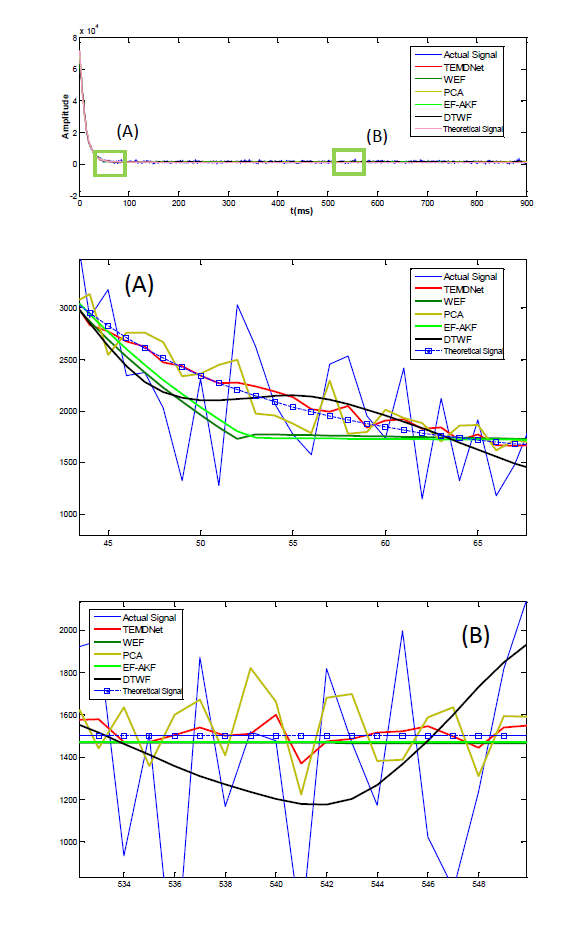 x 10^4
8
6
4
2
0
-2
Amplitude
(A)
(B)
Actual Signal
TEMDNet
WEF
PCA
EF-AKF
DTWF
Theoretical Signal
0 100 200 300 400 500 600 700 800 900
t(ms)
(A)
3000
2500
2000
1500
1000
Actual Signal
TEMDNet
WEF
PCA
EF-AKF
DTWF
Theoretical Signal
45 50 55 60 65
(B)
2000
1800
1600
1400
1200
1000
Actual Signal
TEMDNet
WEF
PCA
EF-AKF
DTWF
Theoretical Signal
534 536 538 540 542 544 546 548